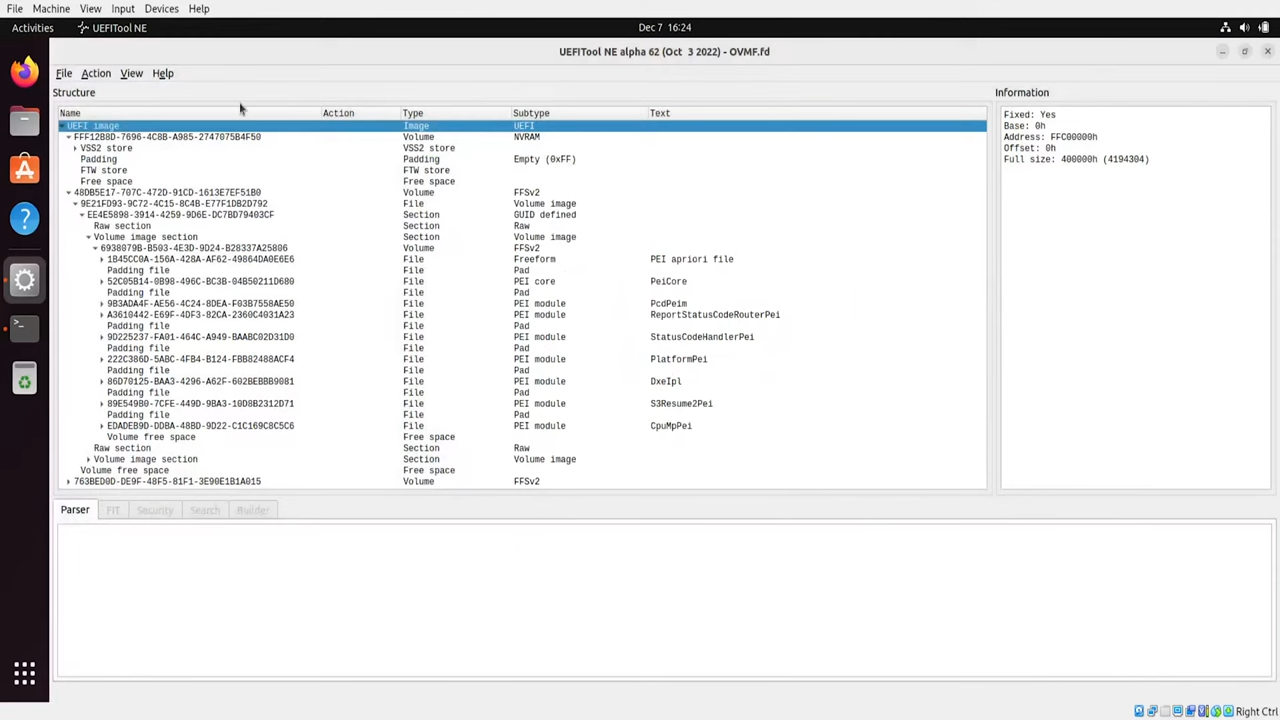 File Machine View Input Devices Help
Activities UEFITool NE Dec 7 16:24
UEFITool NE alpha 62 (Oct 3 2022) - OVMF.fd
File Action View Help
Structure
Name Action Type Subtype Text
UEFI image Image UEFI
FFF12B8D-7696-4C8B-A985-2747075B4F50 Volume NVRAM
VSS2 store VSS2 store
Padding Padding Empty (0xFF)
FTW store FTW store
Free space Free space
48DB5E17-707C-472D-91CD-1613E7EF51B0 Volume FFSv2
9E21FD93-9C72-4C15-8C4B-E77F1DB2D792 File Volume image
EE4E5898-3914-4259-9D6E-DC7BD79403CF Section GUID defined
Raw section Section Raw
Volume image section Section Volume image
6938079B-B503-4E3D-9D24-B28337A25806 Volume FFSv2
1B45CC0A-156A-428A-AF62-49864DA0E6E6 File Freeform PEI apriori file
Padding file File Pad
52C05B14-0B98-496C-BC3B-04B50211D680 File PEI core PeiCore
Padding file File Pad
9B3ADA4F-AE56-4C24-8DEA-F03B7558AE50 File PEI module PcdPeim
A3610442-E69F-4DF3-82CA-2360C4031A23 File PEI module ReportStatusCodeRouterPei
Padding file File Pad
9D225237-FA01-464C-A949-BAABC02D31D0 File PEI module StatusCodeHandlerPei
Padding file File Pad
222C386D-5ABC-4FB4-B124-FBB82488ACF4 File PEI module PlatformPei
Padding file File Pad
86D70125-BAA3-4296-A62F-602BEBBB9081 File PEI module DxeIpl
Padding file File Pad
89E549B0-7CFE-449D-9BA3-10D8B2312D71 File PEI module S3Resume2Pei
Padding file File Pad
EDADEB9D-DDBA-48BD-9D22-C1C169C8C5C6 File PEI module CpuMpPei
Volume free space Free space
Raw section Section Raw
Volume image section Section Volume image
Volume free space Free space
763BED0D-DE9F-48F5-81F1-3E90E1B1A015 Volume FFSv2
Information
Fixed: Yes
Base: 0h
Address: FFC00000h
Offset: 0h
Full size: 400000h (4194304)
Parser FIT Security Search Builder
Right Ctrl